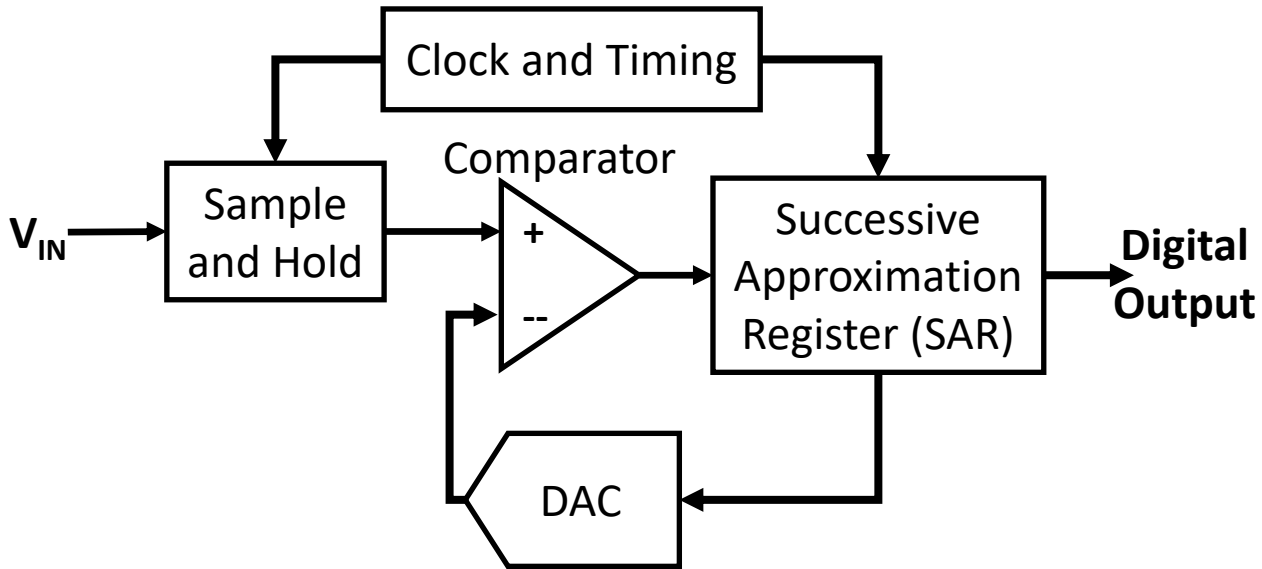 Clock and Timing
Comparator
V_IN
Sample
and Hold
+
--
Successive
Approximation
Register (SAR)
Digital
Output
DAC